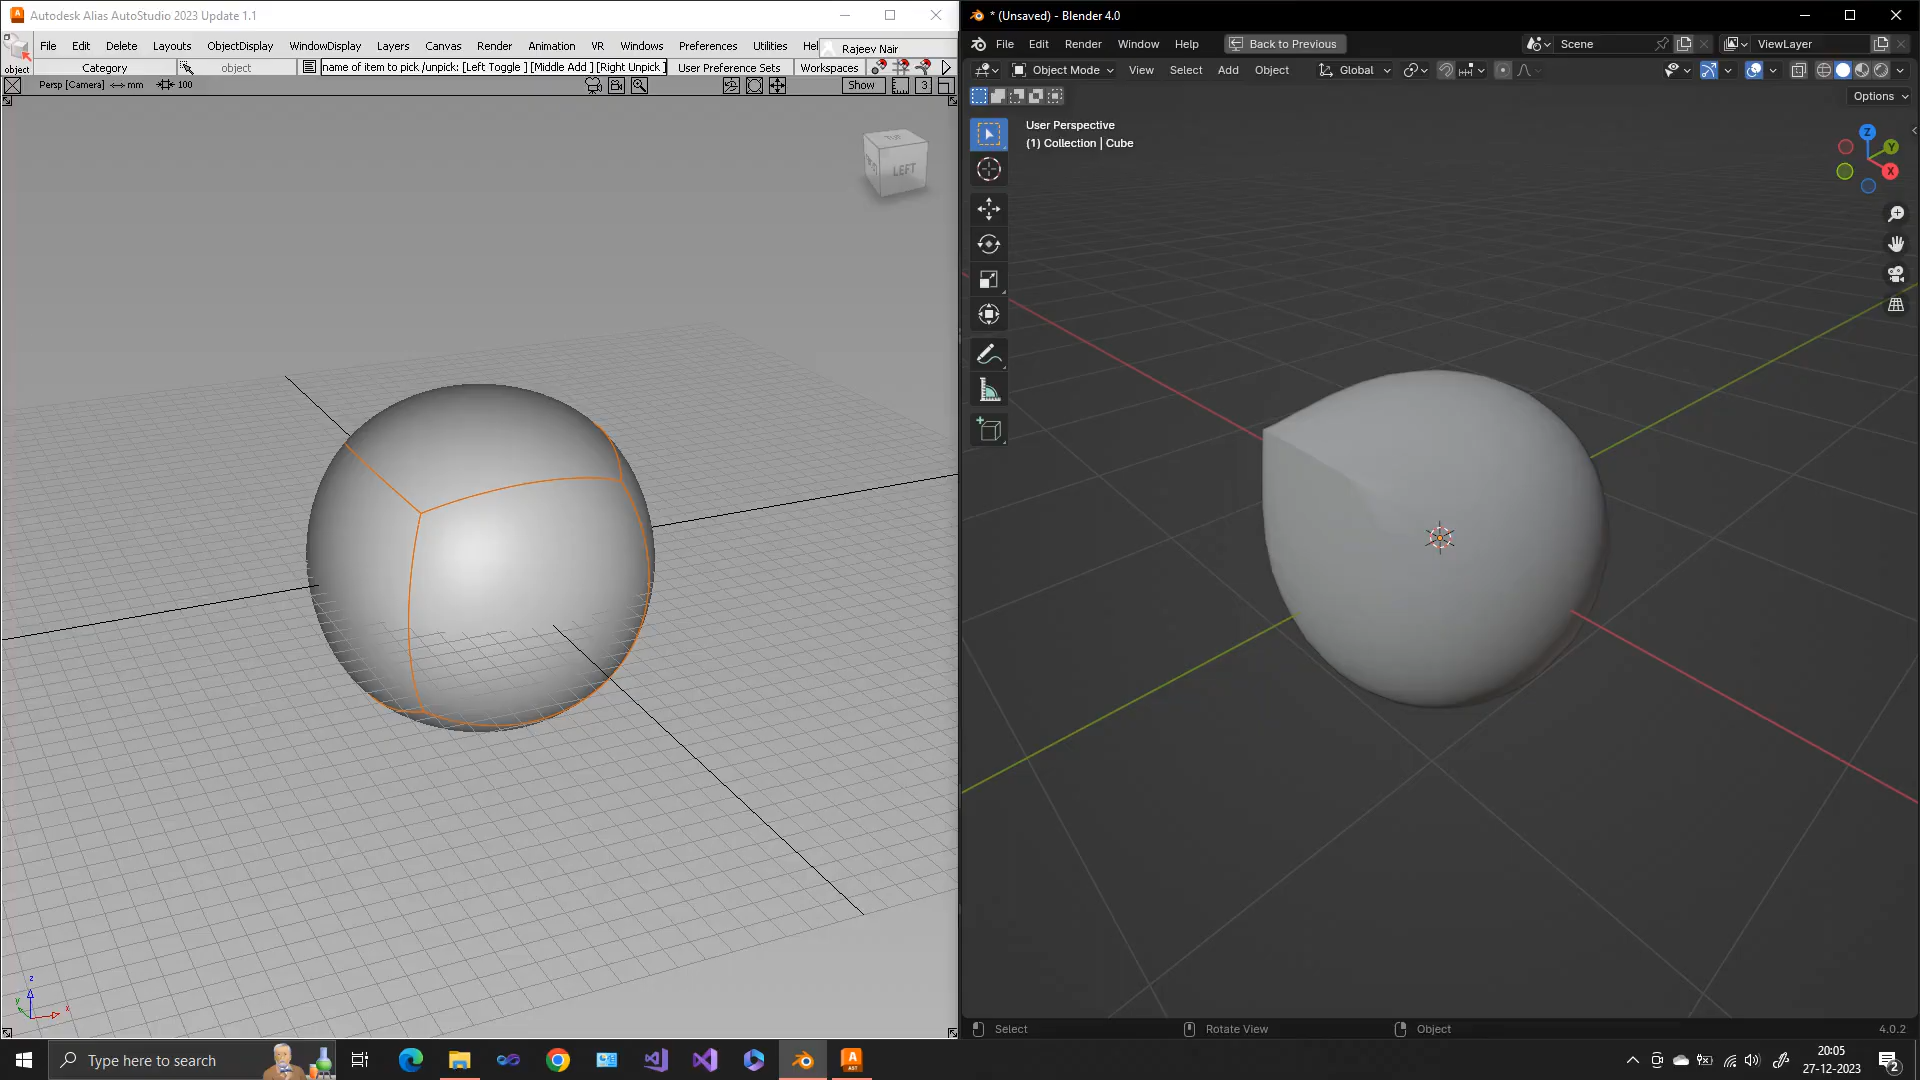 Autodesk Alias AutoStudio 2023 Update 1.1
File Edit Delete Layouts ObjectDisplay WindowDisplay Layers Canvas Render Animation VR Windows Preferences Utilities Hel Rajeev Nair
object Category object name of item to pick /unpick: [Left Toggle ] [Middle Add ] [Right Unpick ] User Preference Sets Workspaces
Persp [Camera] <-> mm 100 Show 3
LEFT
z
y
x
* (Unsaved) - Blender 4.0
File Edit Render Window Help Back to Previous Scene ViewLayer
Object Mode View Select Add Object Global
Options
User Perspective
(1) Collection | Cube
Z
Y
X
Select Rotate View Object 4.0.2
Type here to search
AST
20:05
27-12-2023
2